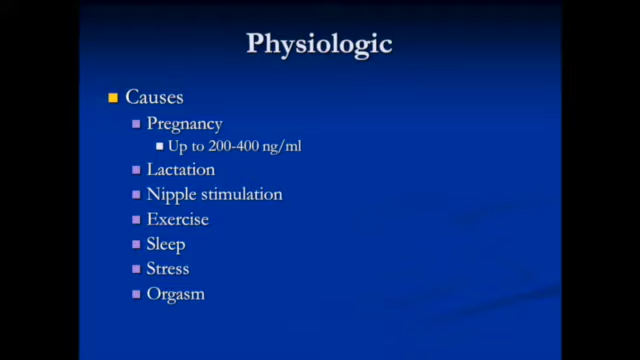 Physiologic
Causes
Pregnancy
Up to 200-400 ng/ml
Lactation
Nipple stimulation
Exercise
Sleep
Stress
Orgasm